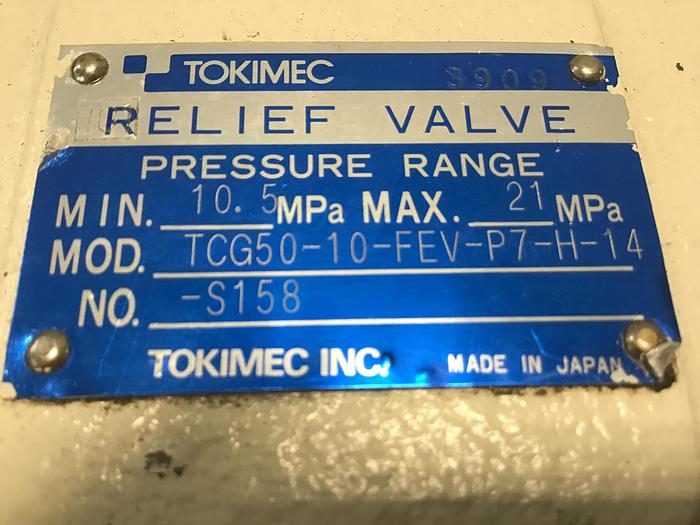 TOKIMEC 3909
RELIEF VALVE
PRESSURE RANGE
MIN. 10.5 MPa MAX. 21 MPa
MOD. TCG50-10-FEV-P7-H-14
NO. -S158
TOKIMEC INC. MADE IN JAPAN